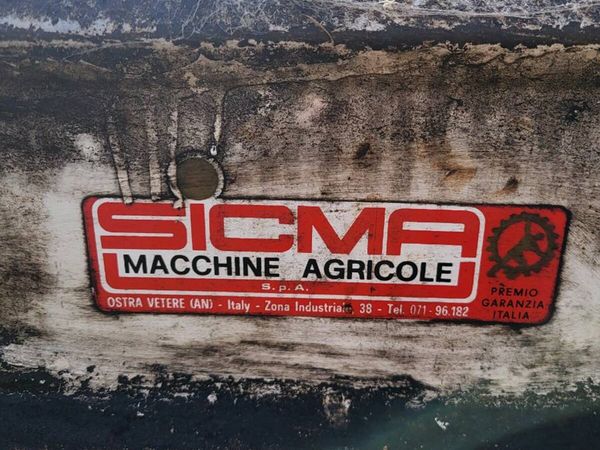 SICMA
MACCHINE AGRICOLE
S.p.A.
OSTRA VETERE (AN) - Italy - Zona Industriale, 38 - Tel. 071-96.182
PREMIO
GARANZIA
ITALIA